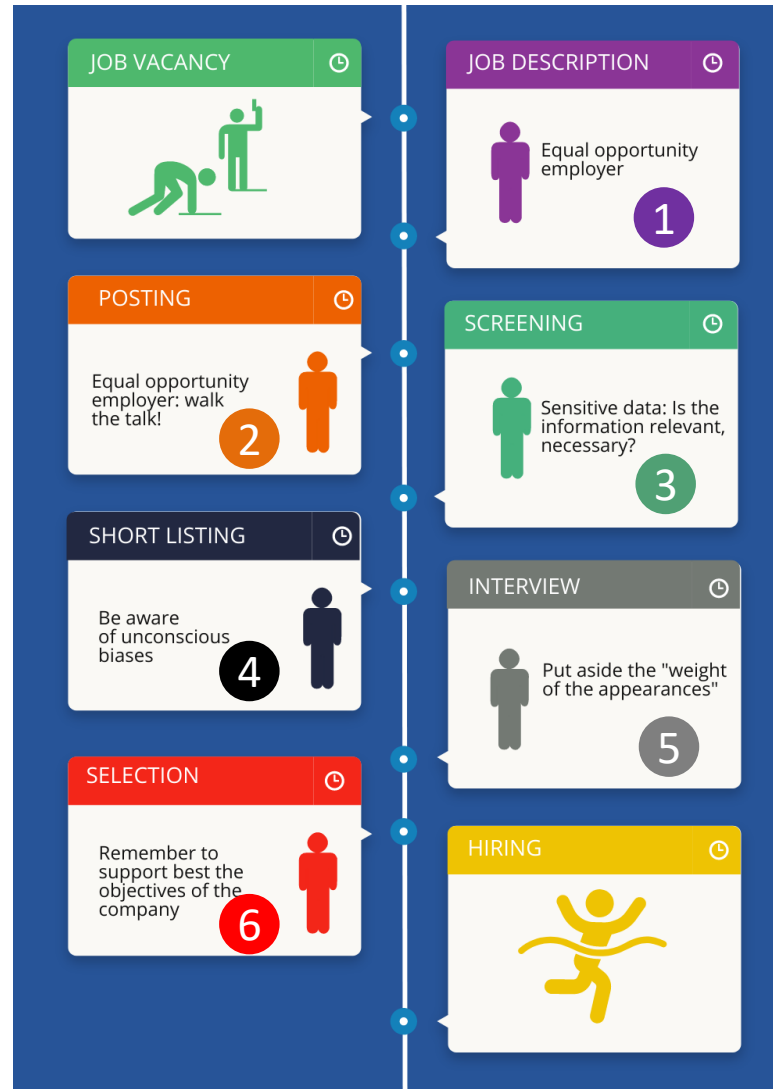 JOB VACANCY
JOB DESCRIPTION
Equal opportunity
employer
1
POSTING
Equal opportunity
employer: walk
the talk!
2
SCREENING
Sensitive data: Is the
information relevant,
necessary?
3
SHORT LISTING
Be aware
of unconscious
biases
4
INTERVIEW
Put aside the "weight
of the appearances"
5
SELECTION
Remember to
support best the
objectives of the
company
6
HIRING